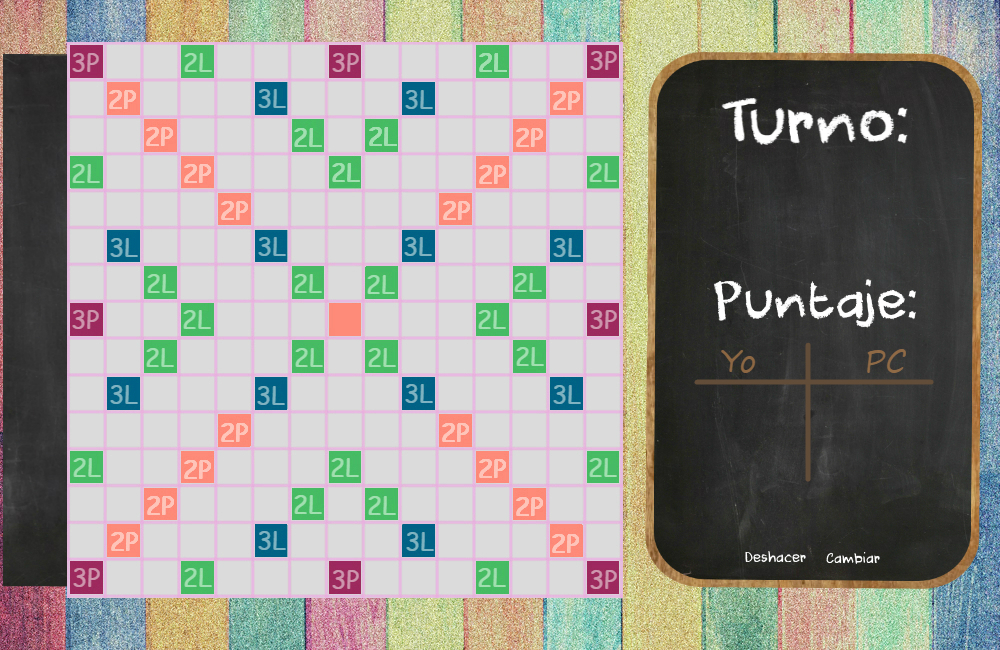 3P 2L 3P 2L 3P
2P 3L 3L 2P
2P 2L 2L 2P
2L 2P 2L 2P 2L
2P 2P
3L 3L 3L 3L
2L 2L 2L 2L
3P 2L 2L 3P
2L 2L 2L 2L
3L 3L 3L 3L
2P 2P
2L 2P 2L 2P 2L
2P 2L 2L 2P
2P 3L 3L 2P
3P 2L 3P 2L 3P
Turno:
Puntaje:
Yo PC
Deshacer Cambiar